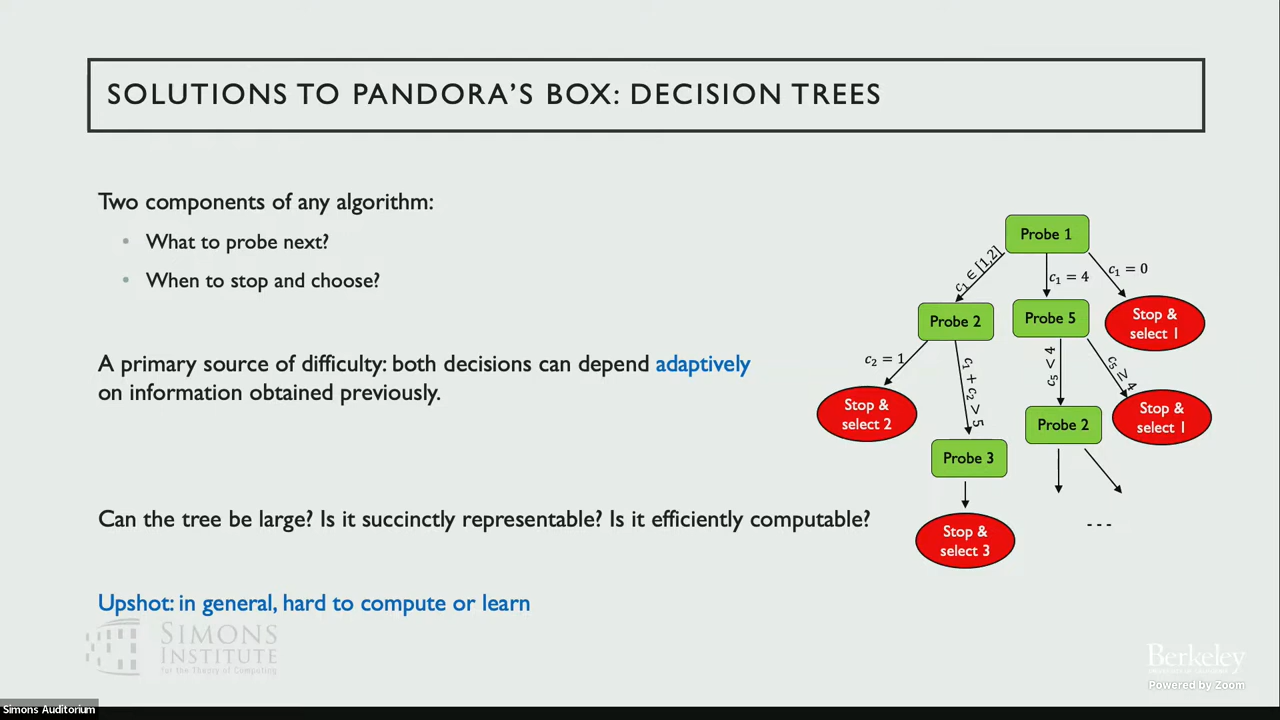 SOLUTIONS TO PANDORA'S BOX: DECISION TREES
Two components of any algorithm:
• What to probe next?
• When to stop and choose?
A primary source of difficulty: both decisions can depend adaptively
on information obtained previously.
Can the tree be large? Is it succinctly representable? Is it efficiently computable?
Upshot: in general, hard to compute or learn
Probe 1
c₁ ∈ [1,2]
c₁ = 4
c₁ = 0
Probe 2
Probe 5
Stop &
select 1
c₂ = 1
c₁ + c₂ > 5
c₅ < 4
c₅ ≥ 4
Stop &
select 2
Probe 3
Probe 2
Stop &
select 1
Stop &
select 3
- - -
SIMONS
INSTITUTE
for the Theory of Computing
Berkeley
Powered by Zoom
Simons Auditorium